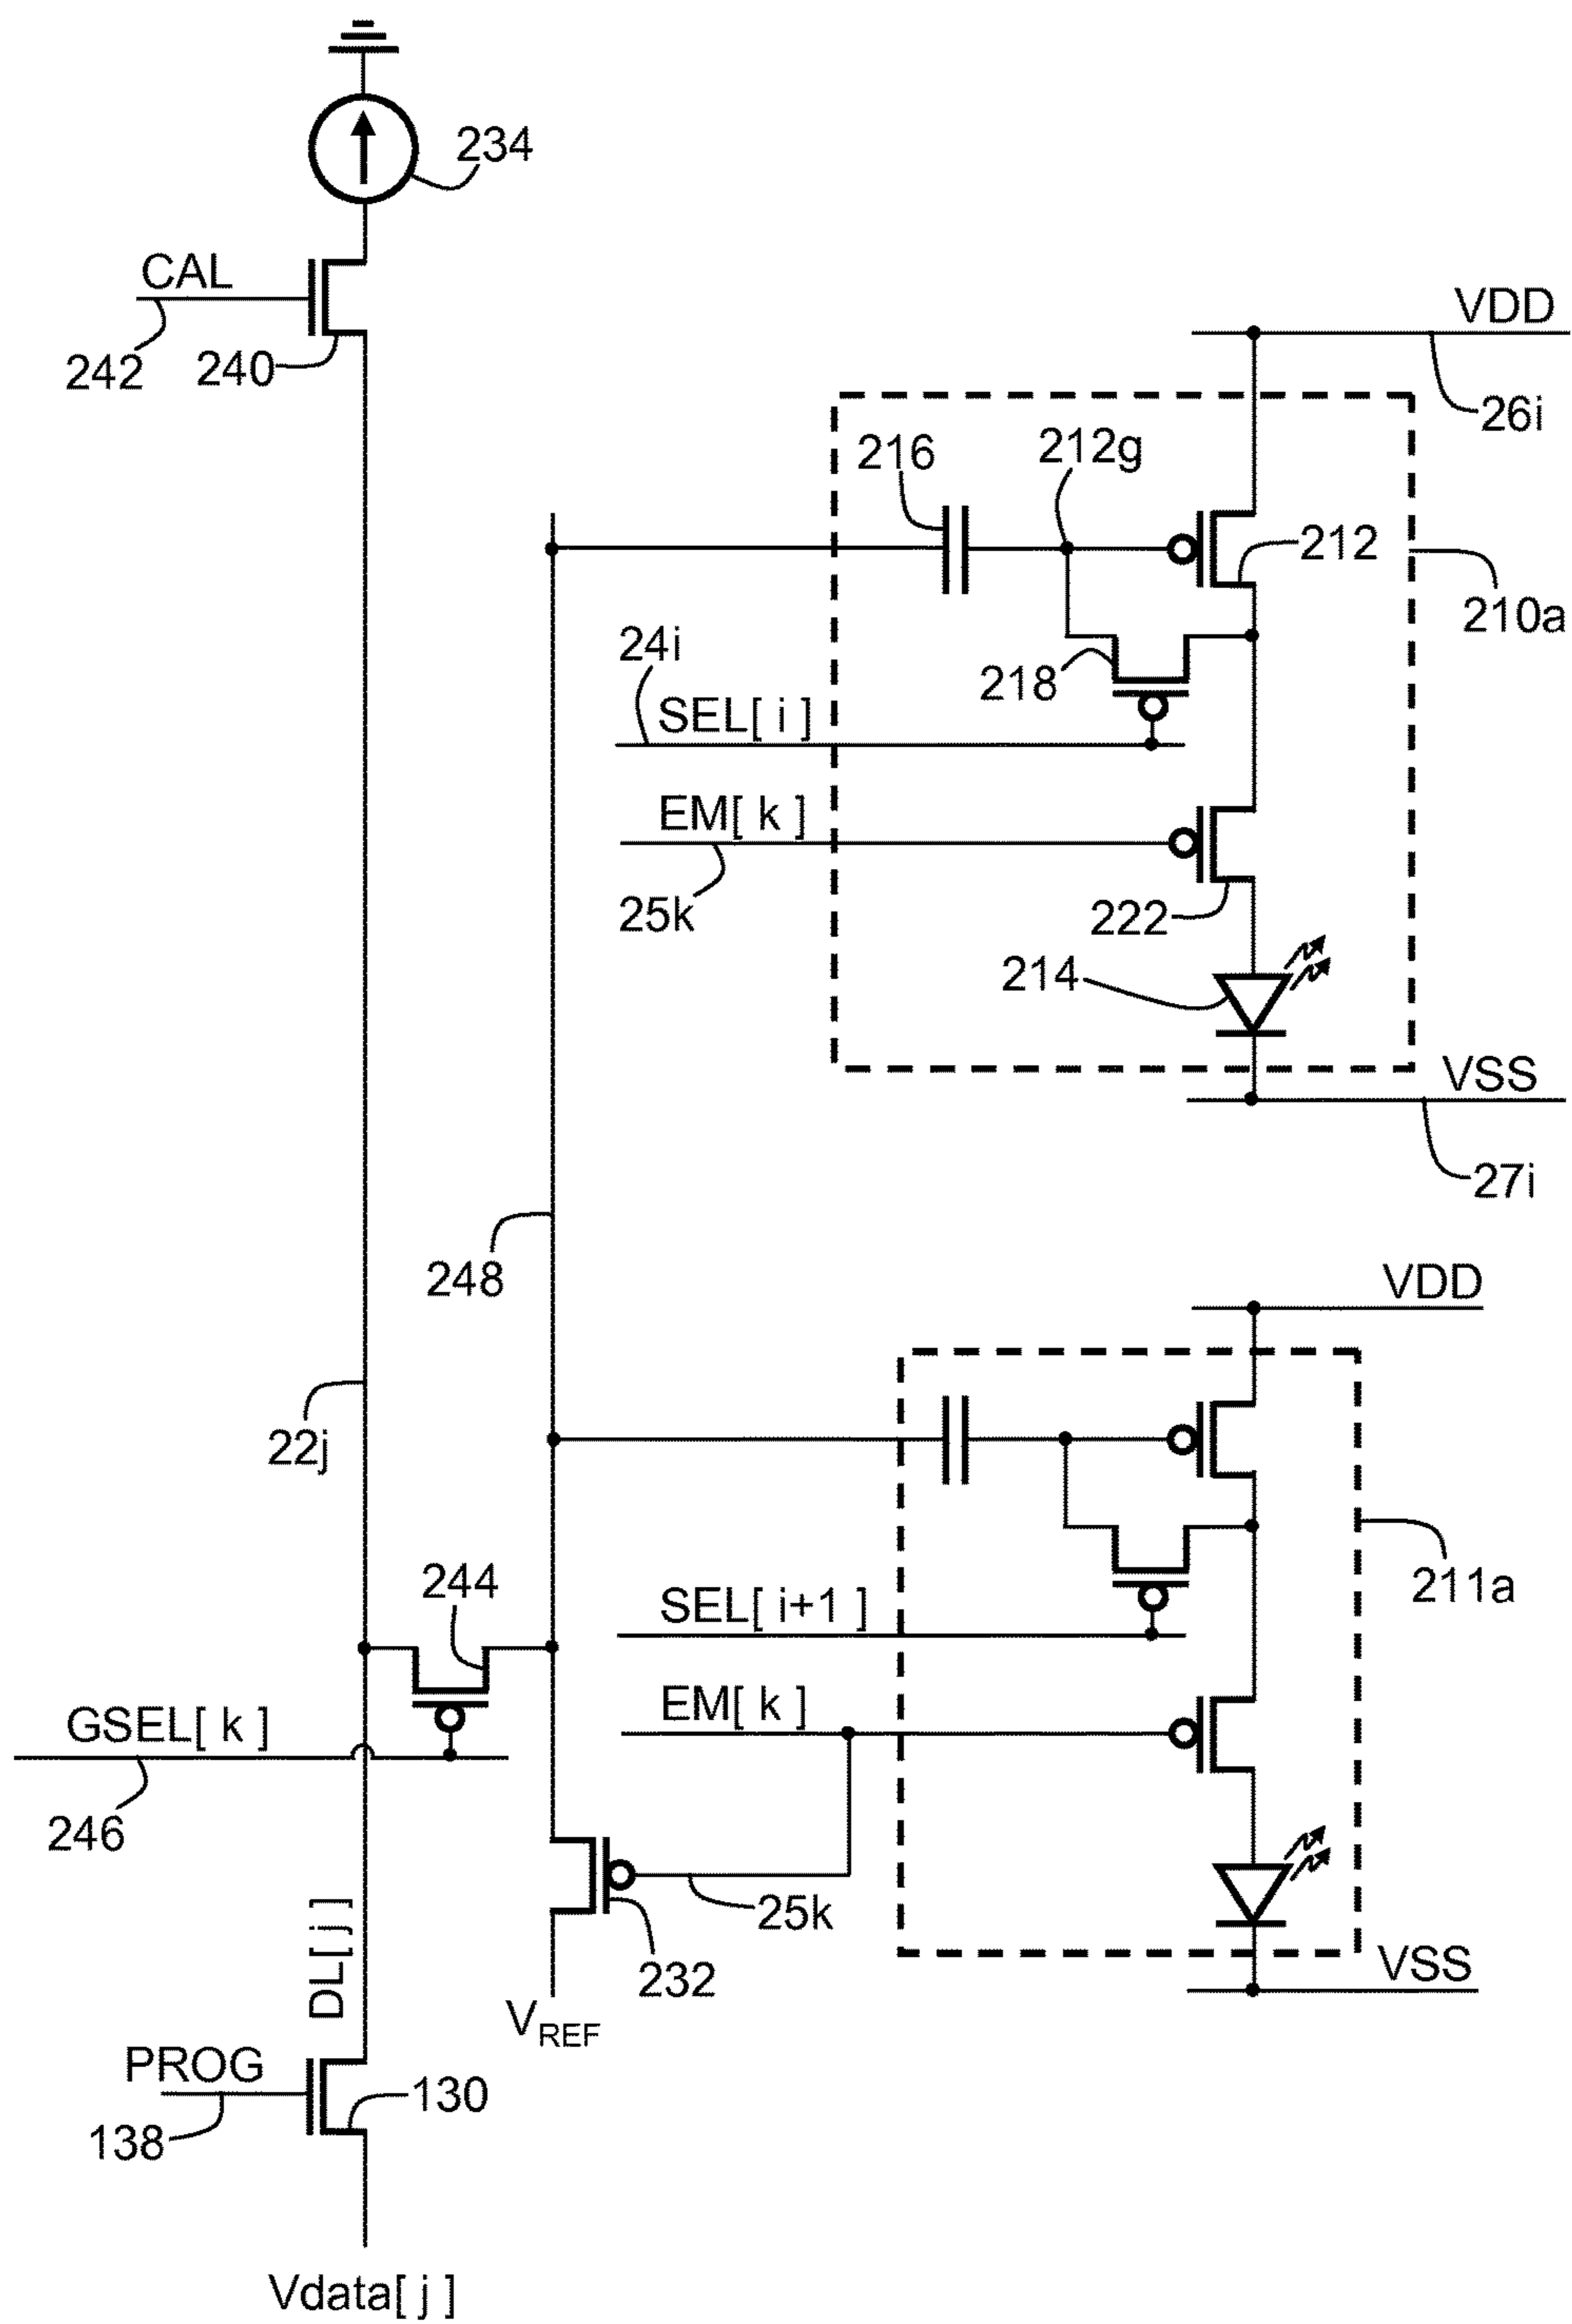 234
CAL
242
240
VDD
26i
216
212g
212
210a
24i
218
SEL[ i ]
EM[ k ]
25k
222
214
VSS
27i
248
VDD
22j
244
211a
SEL[ i+1 ]
GSEL[ k ]
EM[ k ]
246
25k
DL[ j ]
232
VSS
VREF
PROG
130
138
Vdata[ j ]